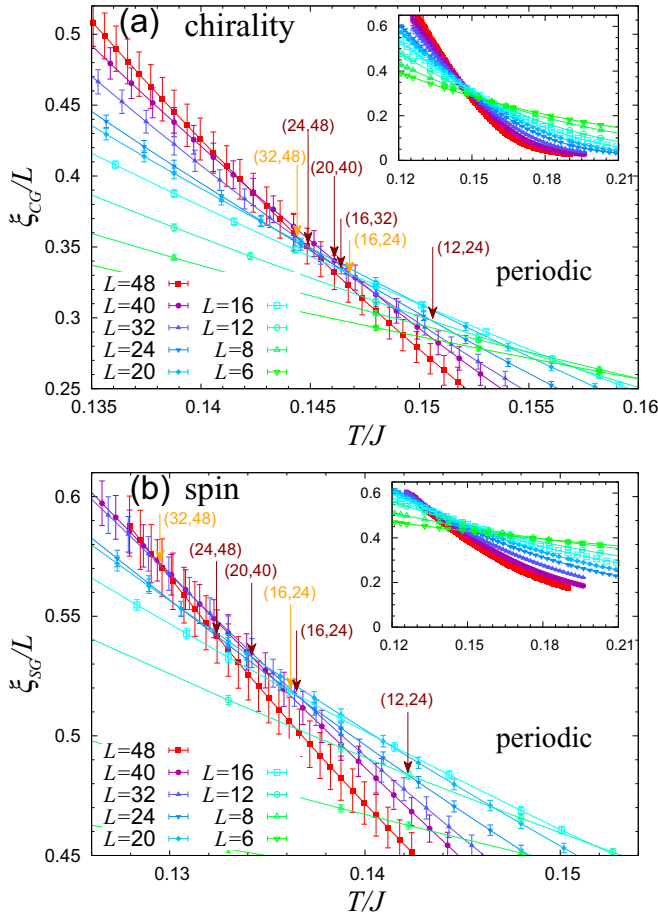 (a) chirality
ξCG/L
0.5
0.45
0.4
0.35
0.3
0.25
0.6
0.4
0.2
0
0.12 0.15 0.18 0.21
(24,48)
(32,48)
(20,40)
(16,32)
(16,24)
(12,24)
periodic
L=48
L=40 L=16
L=32 L=12
L=24 L=8
L=20 L=6
0.135 0.14 0.145 0.15 0.155 0.16
T/J
(b) spin
ξSG/L
0.6
0.55
0.5
0.45
0.6
0.4
0.2
0
0.12 0.15 0.18 0.21
(32,48)
(24,48)
(20,40)
(16,24)
(16,24)
(12,24)
periodic
L=48
L=40 L=16
L=32 L=12
L=24 L=8
L=20 L=6
0.13 0.14 0.15
T/J